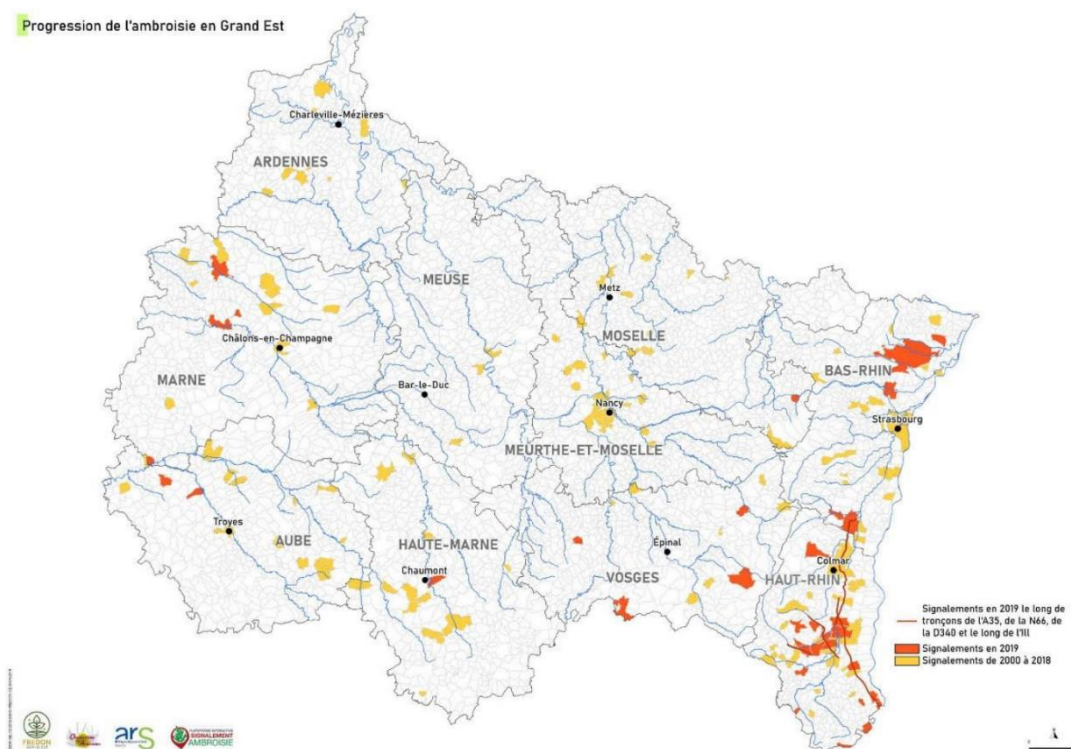 Progression de l'ambroisie en Grand Est
Charleville-Mézières
ARDENNES
MEUSE
Metz
MOSELLE
Châlons-en-Champagne
MARNE
Bar-le-Duc
BAS-RHIN
Nancy
Strasbourg
MEURTHE-ET-MOSELLE
Troyes
AUBE
HAUTE-MARNE
Chaumont
Épinal
VOSGES
Colmar
HAUT-RHIN
Signalements en 2019 le long de
tronçons de l'A35, de la N66, de
la D340 et le long de l'Ill
Signalements en 2019
Signalements de 2000 à 2018
FREDON
ars
SIGNALEMENT
AMBROISIE